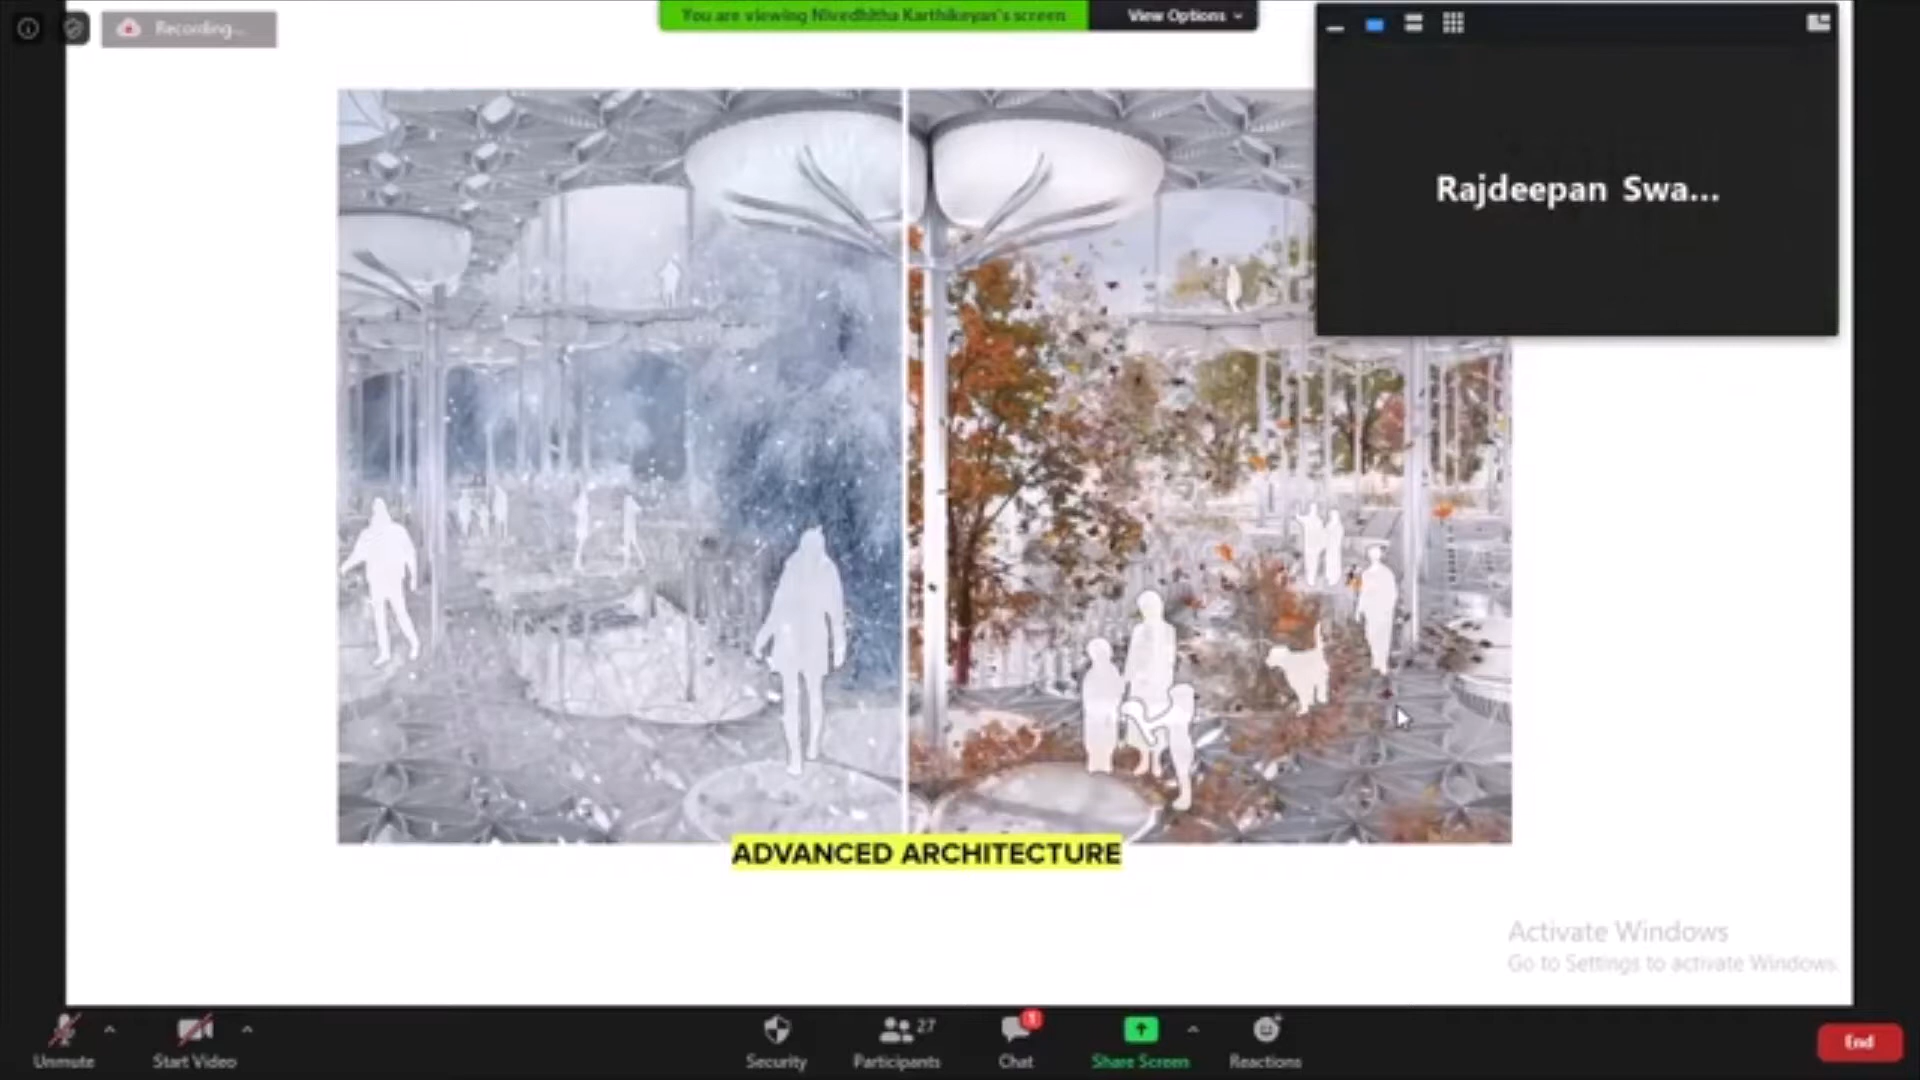 Recording...
You are viewing Nivedhitha Karthikeyan's screen
View Options
Rajdeepan Swa...
ADVANCED ARCHITECTURE
Activate Windows
Go to Settings to activate Windows.
Unmute
Start Video
Security
27
Participants
1
Chat
Share Screen
Reactions
End